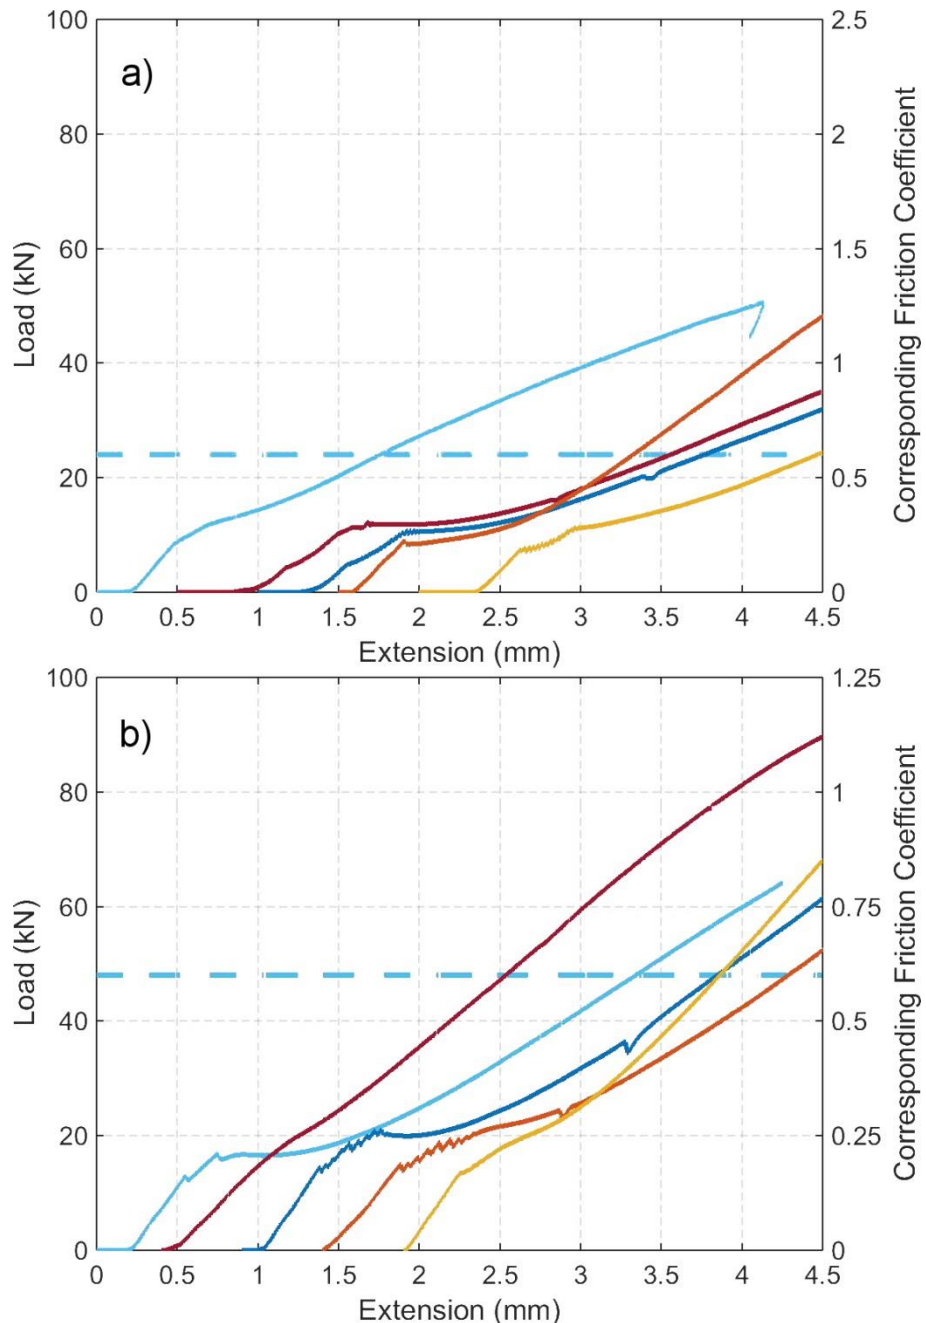 a)
Load (kN)
100
80
60
40
20
0
Corresponding Friction Coefficient
2.5
2
1.5
1
0.5
0
0 0.5 1 1.5 2 2.5 3 3.5 4 4.5
Extension (mm)
b)
Load (kN)
100
80
60
40
20
0
Corresponding Friction Coefficient
1.25
1
0.75
0.5
0.25
0
0 0.5 1 1.5 2 2.5 3 3.5 4 4.5
Extension (mm)